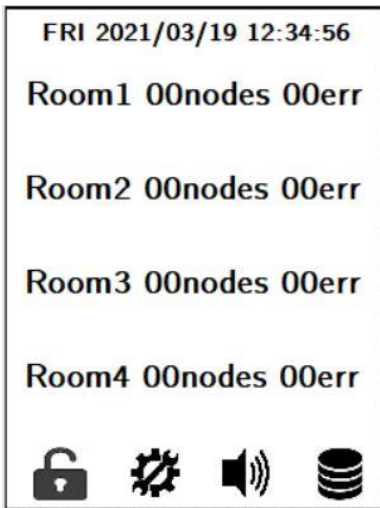 FRI 2021/03/19 12:34:56
Room1 00nodes 00err
Room2 00nodes 00err
Room3 00nodes 00err
Room4 00nodes 00err